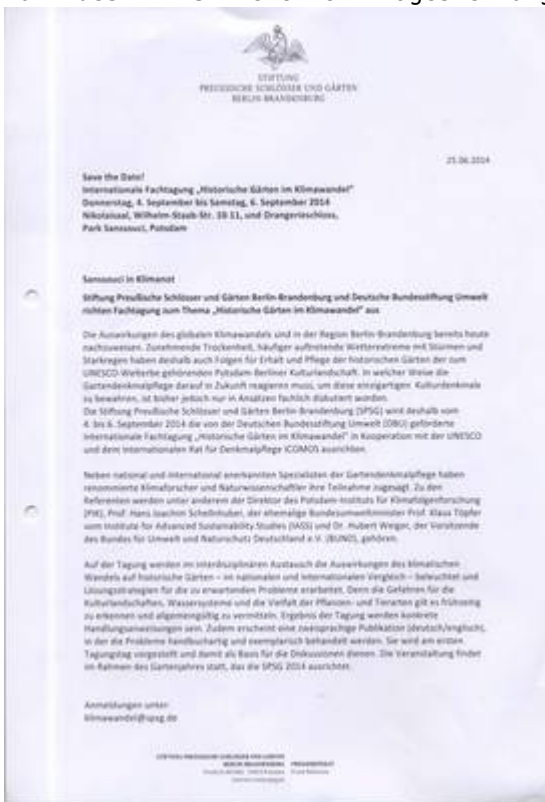 STIFTUNG
PREUSSISCHE SCHLÖSSER UND GÄRTEN
BERLIN-BRANDENBURG
25.06.2014
Save the Date!
Internationale Fachtagung „Historische Gärten im Klimawandel"
Donnerstag, 4. September bis Samstag, 6. September 2014
Nikolaisaal, Wilhelm-Staab-Str. 10-11, und Orangerieschloss,
Park Sanssouci, Potsdam
Sanssouci in Klimanot
Stiftung Preußische Schlösser und Gärten Berlin-Brandenburg und Deutsche Bundesstiftung Umwelt
richten Fachtagung zum Thema „Historische Gärten im Klimawandel" aus
Die Auswirkungen des globalen Klimawandels sind in der Region Berlin-Brandenburg bereits heute
nachzuweisen. Zunehmende Trockenheit, häufiger auftretende Wetterextreme mit Stürmen und
Starkregen haben deshalb auch Folgen für Erhalt und Pflege der historischen Gärten der zum
UNESCO-Welterbe gehörenden Potsdam-Berliner Kulturlandschaft. In welcher Weise die
Gartendenkmalpflege darauf in Zukunft reagieren muss, um diese einzigartigen Kulturdenkmale
zu bewahren, ist bisher jedoch nur in Ansätzen fachlich diskutiert worden.
Die Stiftung Preußische Schlösser und Gärten Berlin-Brandenburg (SPSG) wird deshalb vom
4. bis 6. September 2014 die von der Deutschen Bundesstiftung Umwelt (DBU) geförderte
internationale Fachtagung „Historische Gärten im Klimawandel" in Kooperation mit der UNESCO
und dem Internationalen Rat für Denkmalpflege ICOMOS ausrichten.
Neben national und international anerkannten Spezialisten der Gartendenkmalpflege haben
renommierte Klimaforscher und Naturwissenschaftler ihre Teilnahme zugesagt. Zu den
Referenten werden unter anderem der Direktor des Potsdam-Instituts für Klimafolgenforschung
(PIK), Prof. Hans Joachim Schellnhuber, der ehemalige Bundesumweltminister Prof. Klaus Töpfer
vom Institute for Advanced Sustainability Studies (IASS) und Dr. Hubert Weiger, der Vorsitzende
des Bundes für Umwelt und Naturschutz Deutschland e.V. (BUND), gehören.
Auf der Tagung werden im interdisziplinären Austausch die Auswirkungen des klimatischen
Wandels auf historische Gärten – im nationalen und internationalen Vergleich – beleuchtet und
Lösungsstrategien für die zu erwartenden Probleme erarbeitet. Denn die Gefahren für die
Kulturlandschaften, Wassersysteme und die Vielfalt der Pflanzen- und Tierarten gilt es frühzeitig
zu erkennen und allgemeingültig zu vermitteln. Ergebnis der Tagung werden konkrete
Handlungsanweisungen sein. Zudem erscheint eine zweisprachige Publikation (deutsch/englisch),
in der die Probleme handbuchartig und exemplarisch behandelt werden. Sie wird am ersten
Tagungstag vorgestellt und damit als Basis für die Diskussionen dienen. Die Veranstaltung findet
im Rahmen des Gartenjahres statt, das die SPSG 2014 ausrichtet.
Anmeldungen unter:
klimawandel@spsg.de
STIFTUNG PREUSSISCHE SCHLÖSSER UND GÄRTEN
BERLIN-BRANDENBURG